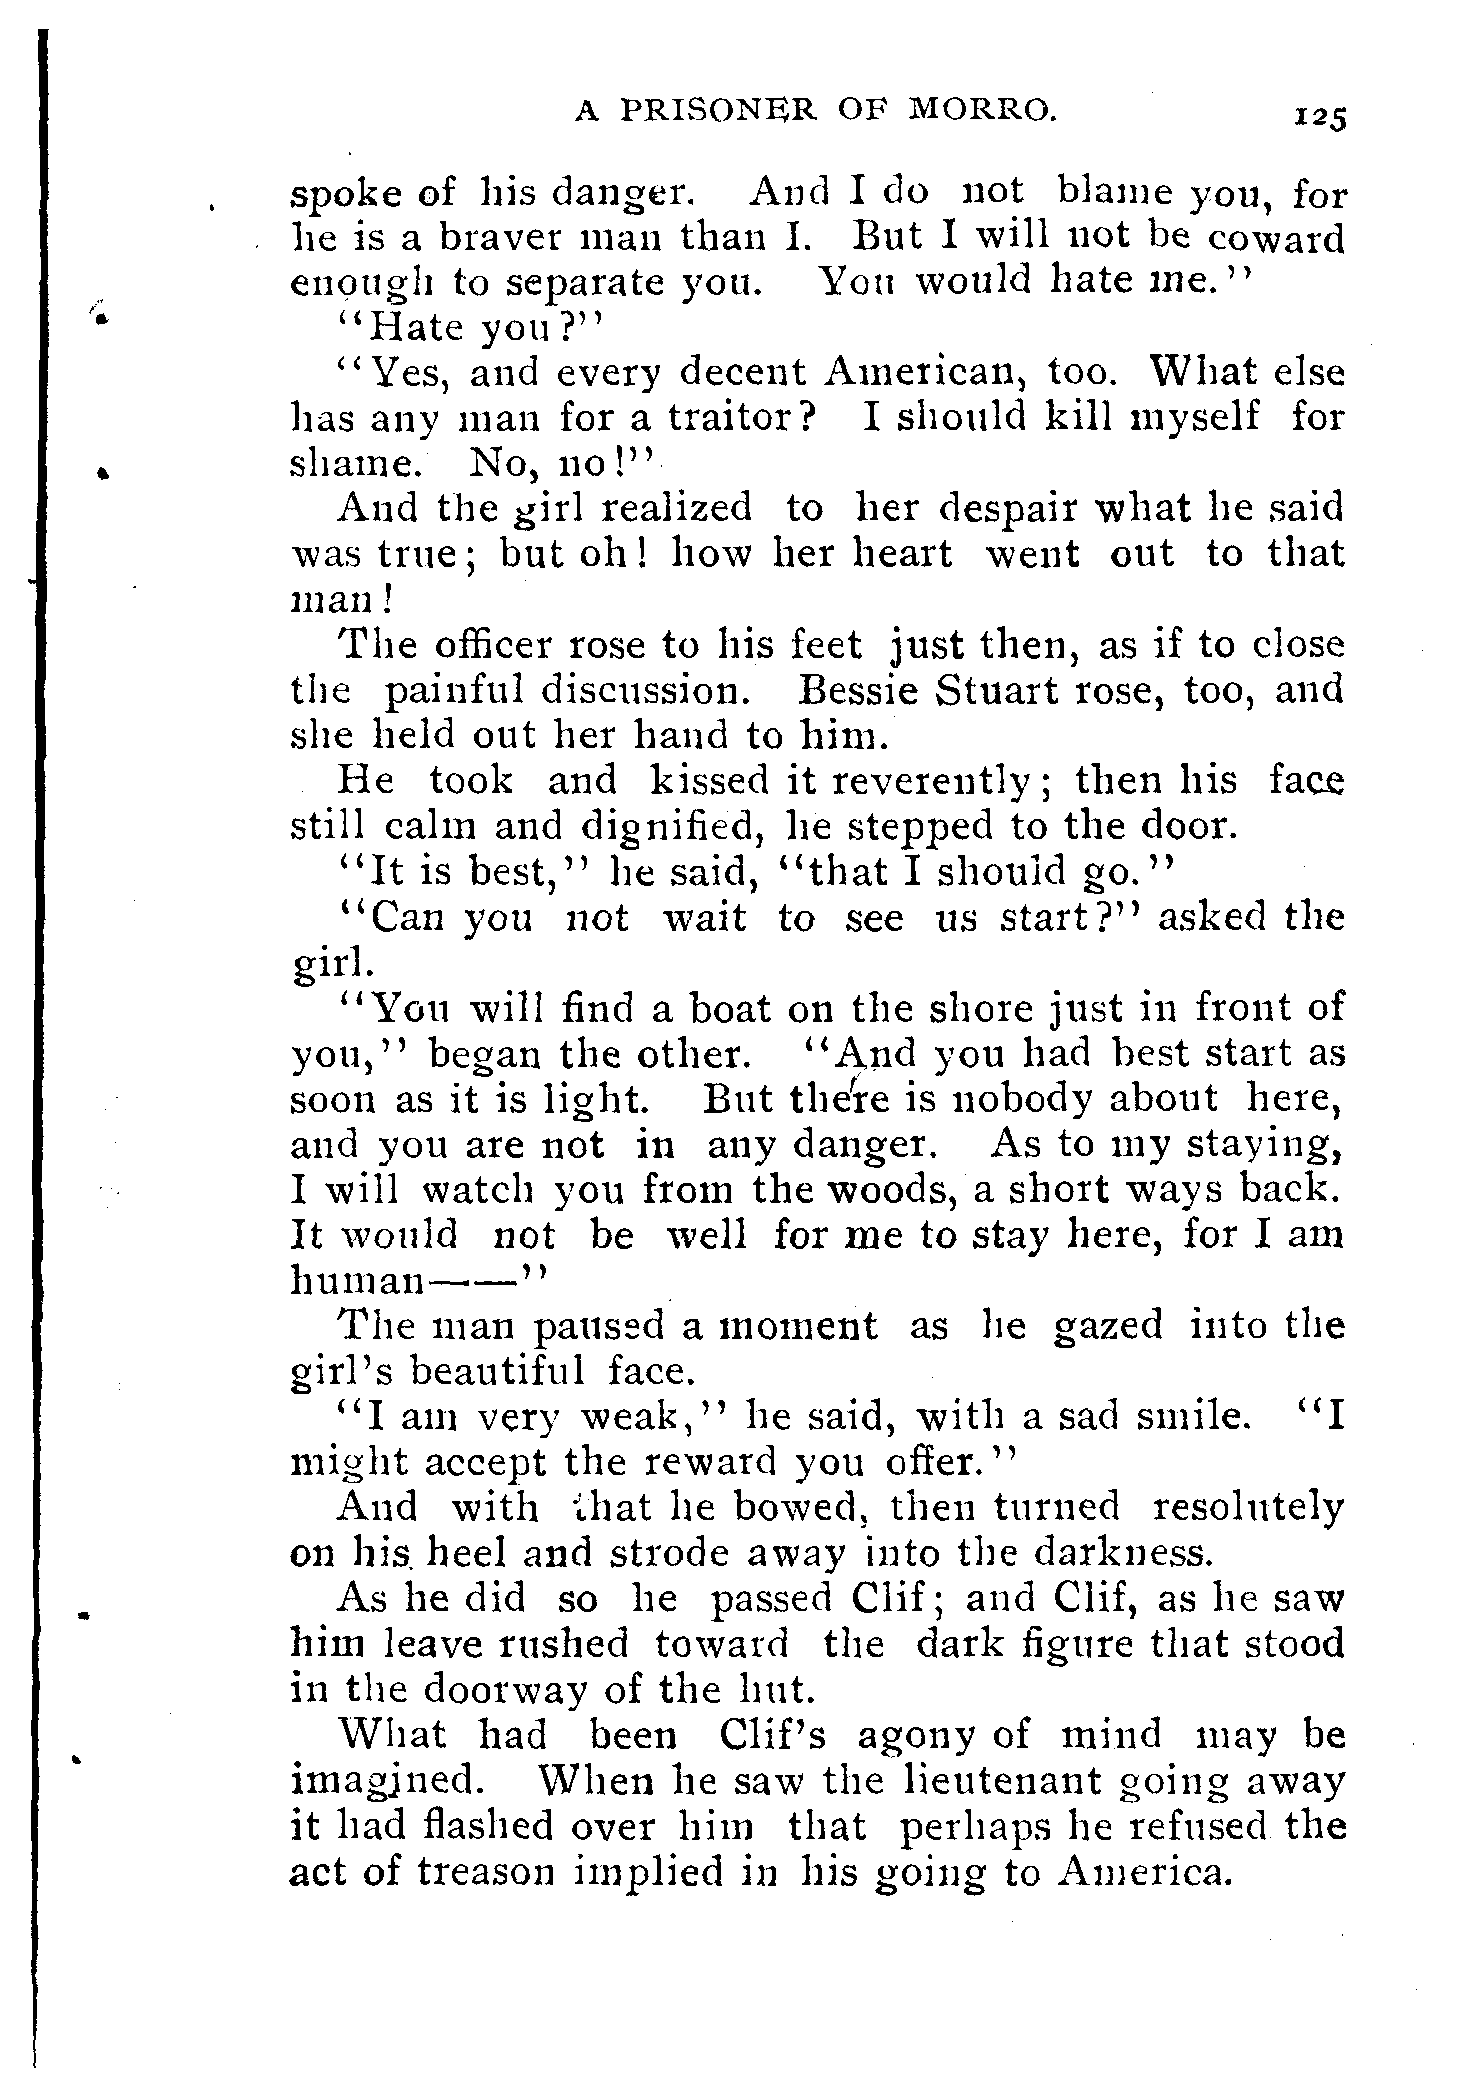 A PRISONER OF MORRO. 125
spoke of his danger. And I do not blame you, for
he is a braver man than I. But I will not be coward
enough to separate you. You would hate me."
"Hate you?"
"Yes, and every decent American, too. What else
has any man for a traitor? I should kill myself for
shame. No, no!"
And the girl realized to her despair what he said
was true; but oh! how her heart went out to that
man!
The officer rose to his feet just then, as if to close
the painful discussion. Bessie Stuart rose, too, and
she held out her hand to him.
He took and kissed it reverently; then his face
still calm and dignified, he stepped to the door.
"It is best," he said, "that I should go."
"Can you not wait to see us start?" asked the
girl.
"You will find a boat on the shore just in front of
you," began the other. "And you had best start as
soon as it is light. But there is nobody about here,
and you are not in any danger. As to my staying,
I will watch you from the woods, a short ways back.
It would not be well for me to stay here, for I am
human——"
The man paused a moment as he gazed into the
girl's beautiful face.
"I am very weak," he said, with a sad smile. "I
might accept the reward you offer."
And with that he bowed, then turned resolutely
on his heel and strode away into the darkness.
As he did so he passed Clif; and Clif, as he saw
him leave rushed toward the dark figure that stood
in the doorway of the hut.
What had been Clif's agony of mind may be
imagined. When he saw the lieutenant going away
it had flashed over him that perhaps he refused the
act of treason implied in his going to America.